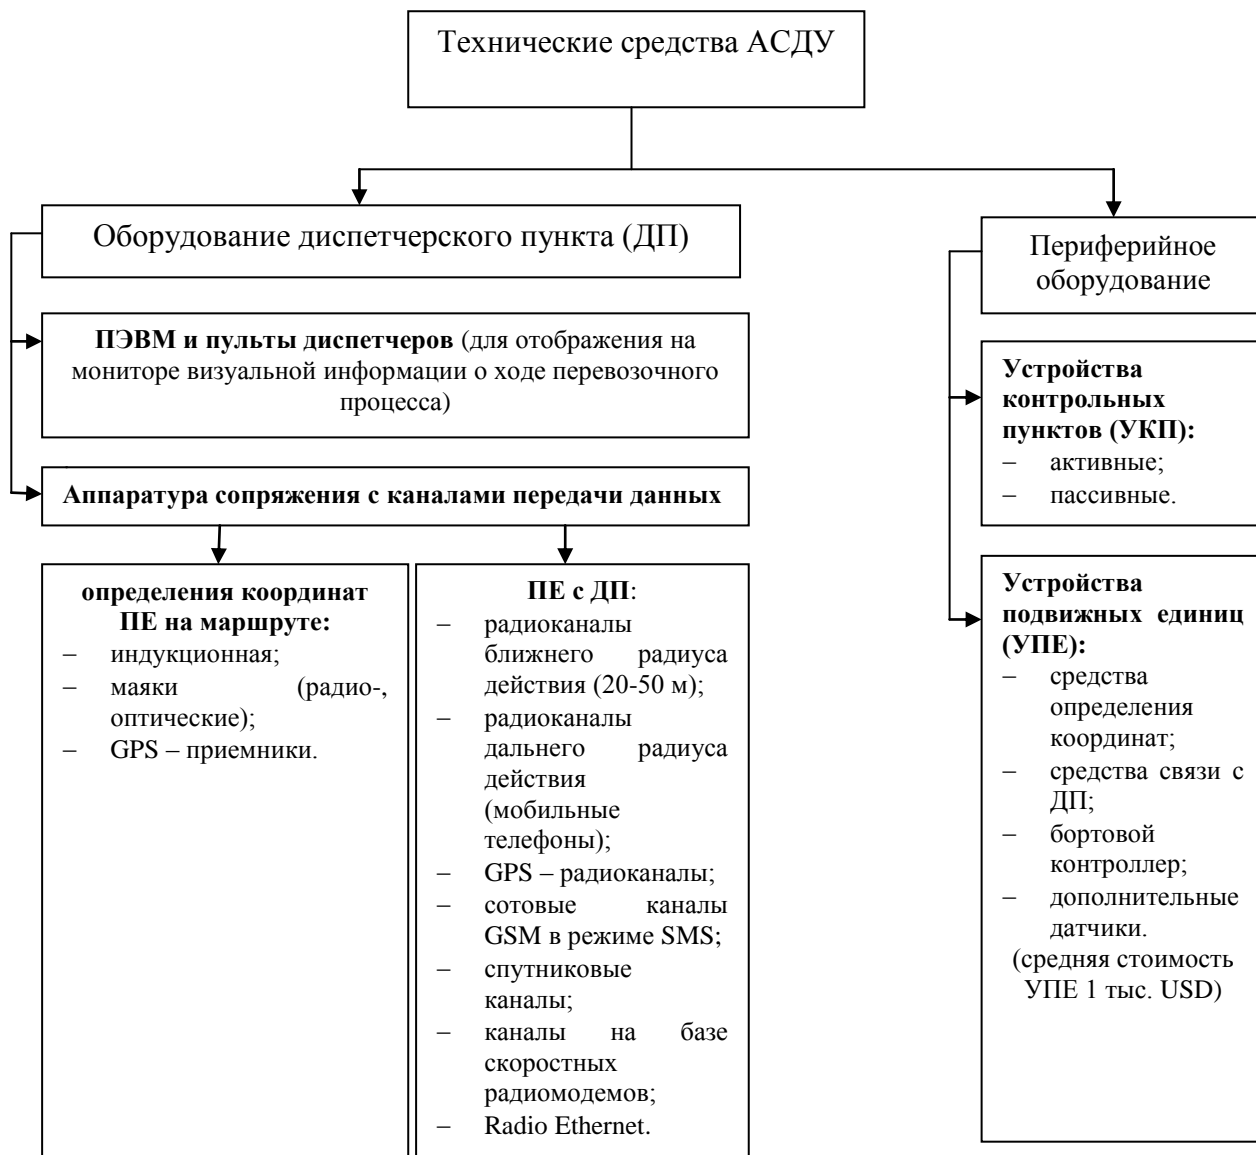 Технические средства АСДУ
Оборудование диспетчерского пункта (ДП)
ПЭВМ и пульты диспетчеров (для отображения на
мониторе визуальной информации о ходе перевозочного
процесса)
Аппаратура сопряжения с каналами передачи данных
определения координат
ПЕ на маршруте:
– индукционная;
– маяки (радио-,
оптические);
– GPS – приемники.
ПЕ с ДП:
– радиоканалы
ближнего радиуса
действия (20-50 м);
– радиоканалы
дальнего радиуса
действия
(мобильные
телефоны);
– GPS – радиоканалы;
– сотовые каналы
GSM в режиме SMS;
– спутниковые
каналы;
– каналы на базе
скоростных
радиомодемов;
– Radio Ethernet.
Периферийное
оборудование
Устройства
контрольных
пунктов (УКП):
– активные;
– пассивные.
Устройства
подвижных единиц
(УПЕ):
– средства
определения
координат;
– средства связи с
ДП;
– бортовой
контроллер;
– дополнительные
датчики.
(средняя стоимость
УПЕ 1 тыс. USD)